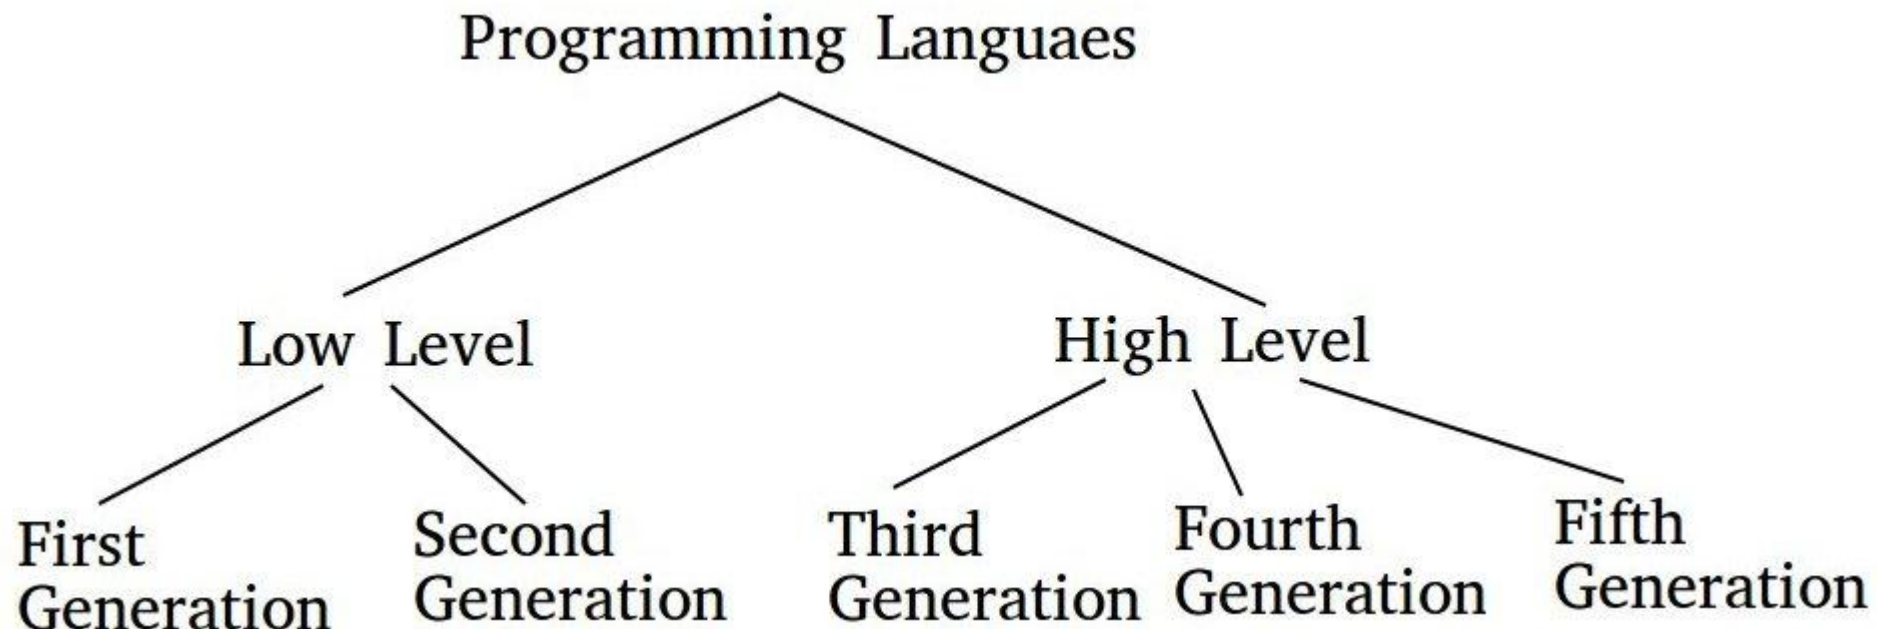 Programming Languaes
Low Level
High Level
First
Generation
Second
Generation
Third
Generation
Fourth
Generation
Fifth
Generation